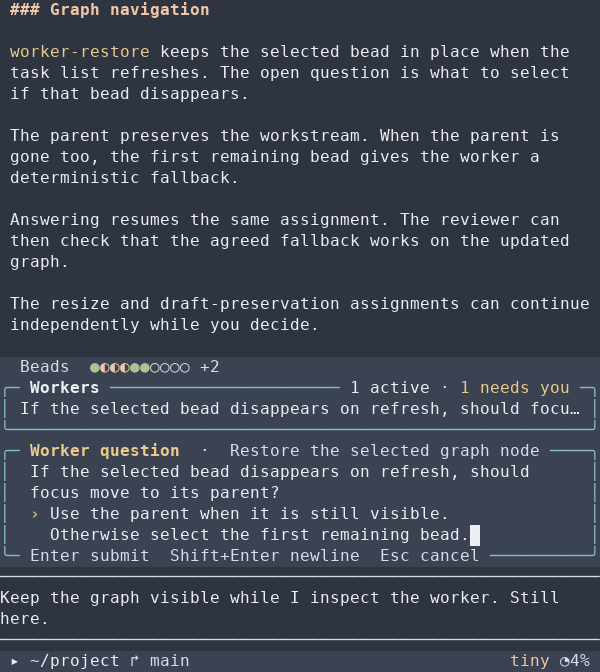 ### Graph navigation
worker-restore keeps the selected bead in place when the
task list refreshes. The open question is what to select
if that bead disappears.
The parent preserves the workstream. When the parent is
gone too, the first remaining bead gives the worker a
deterministic fallback.
Answering resumes the same assignment. The reviewer can
then check that the agreed fallback works on the updated
graph.
The resize and draft-preservation assignments can continue
independently while you decide.
Beads ●◐◐◐●●○○○○ +2
Workers 1 active · 1 needs you
If the selected bead disappears on refresh, should focu…
Worker question · Restore the selected graph node
If the selected bead disappears on refresh, should
focus move to its parent?
› Use the parent when it is still visible.
Otherwise select the first remaining bead.
Enter submit Shift+Enter newline Esc cancel
Keep the graph visible while I inspect the worker. Still
here.
▸ ~/project ↱ main tiny ◔4%